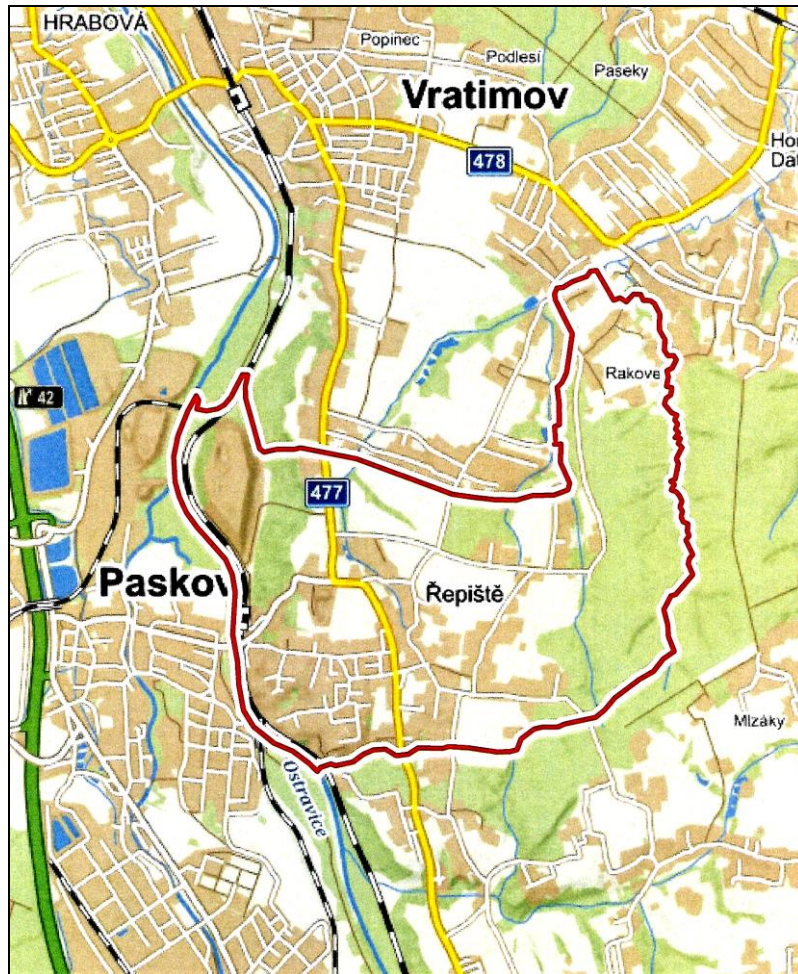 HRABOVÁ
Popinec
Podlesí
Paseky
Vratimov
478
Hor
Dat
Rakove
42
477
Paskov
Řepiště
Mlzáky
Ostravice